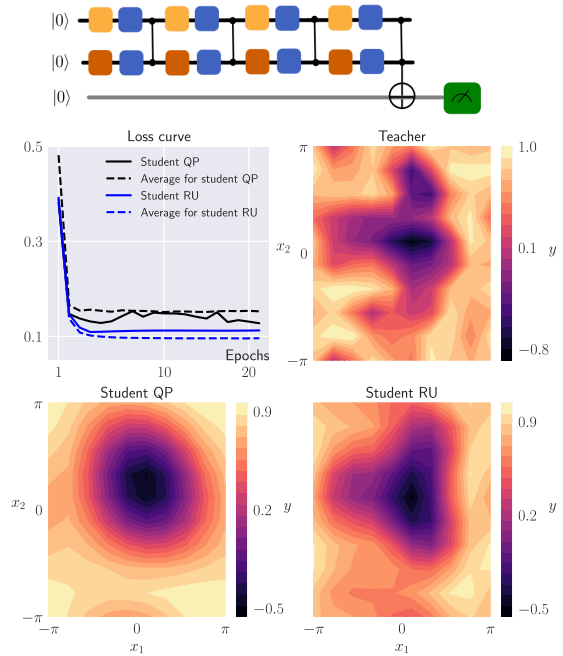 |0⟩
|0⟩
|0⟩
Loss curve
0.5
0.3
0.1
Student QP
Average for student QP
Student RU
Average for student RU
Epochs
1
10
20
Teacher
π
x₂ 0
−π
1.0
0.1 y
−0.8
Student QP
π
x₂ 0
−π
−π 0 π
x₁
0.9
0.2 y
−0.5
Student RU
−π 0 π
x₁
0.9
0.2 y
−0.5